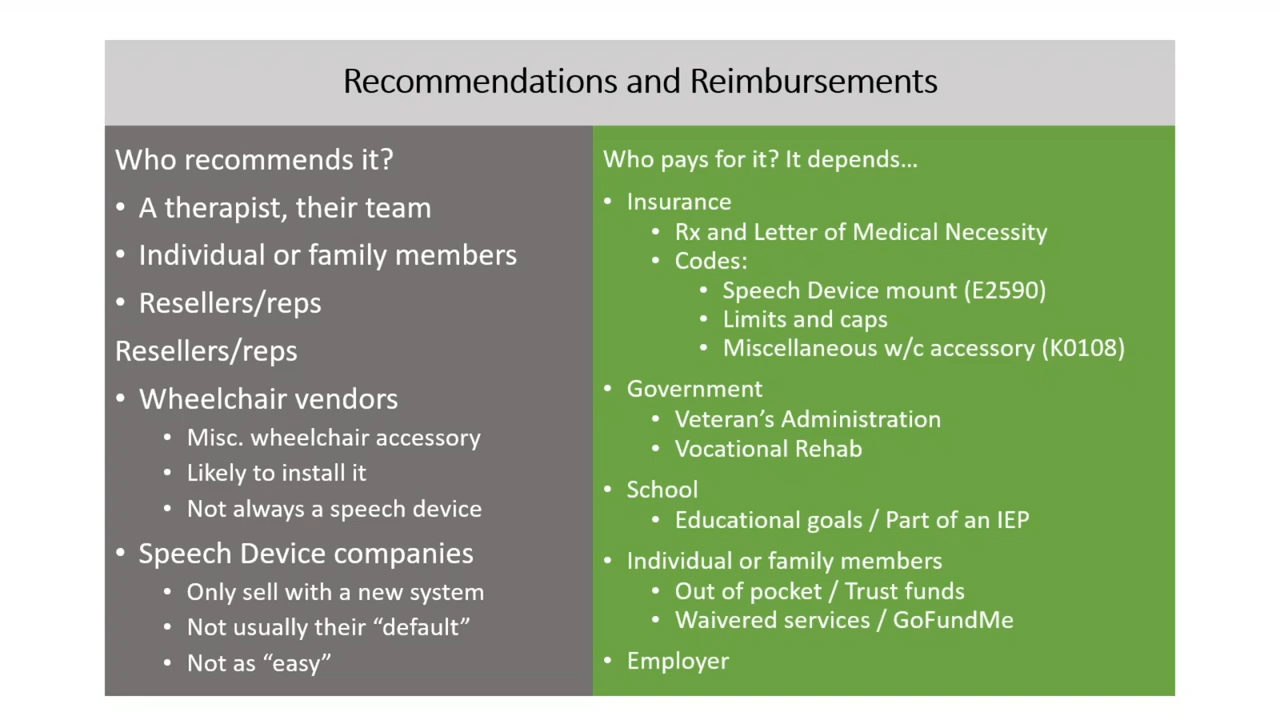 Recommendations and Reimbursements
Who recommends it?
• A therapist, their team
• Individual or family members
• Resellers/reps
Resellers/reps
• Wheelchair vendors
• Misc. wheelchair accessory
• Likely to install it
• Not always a speech device
• Speech Device companies
• Only sell with a new system
• Not usually their “default”
• Not as “easy”
Who pays for it? It depends…
• Insurance
• Rx and Letter of Medical Necessity
• Codes:
• Speech Device mount (E2590)
• Limits and caps
• Miscellaneous w/c accessory (K0108)
• Government
• Veteran’s Administration
• Vocational Rehab
• School
• Educational goals / Part of an IEP
• Individual or family members
• Out of pocket / Trust funds
• Waivered services / GoFundMe
• Employer